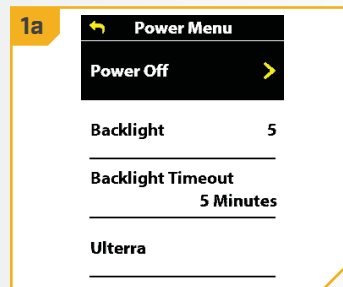 1a
Power Menu
Power Off
Backlight 5
Backlight Timeout
5 Minutes
Ulterra